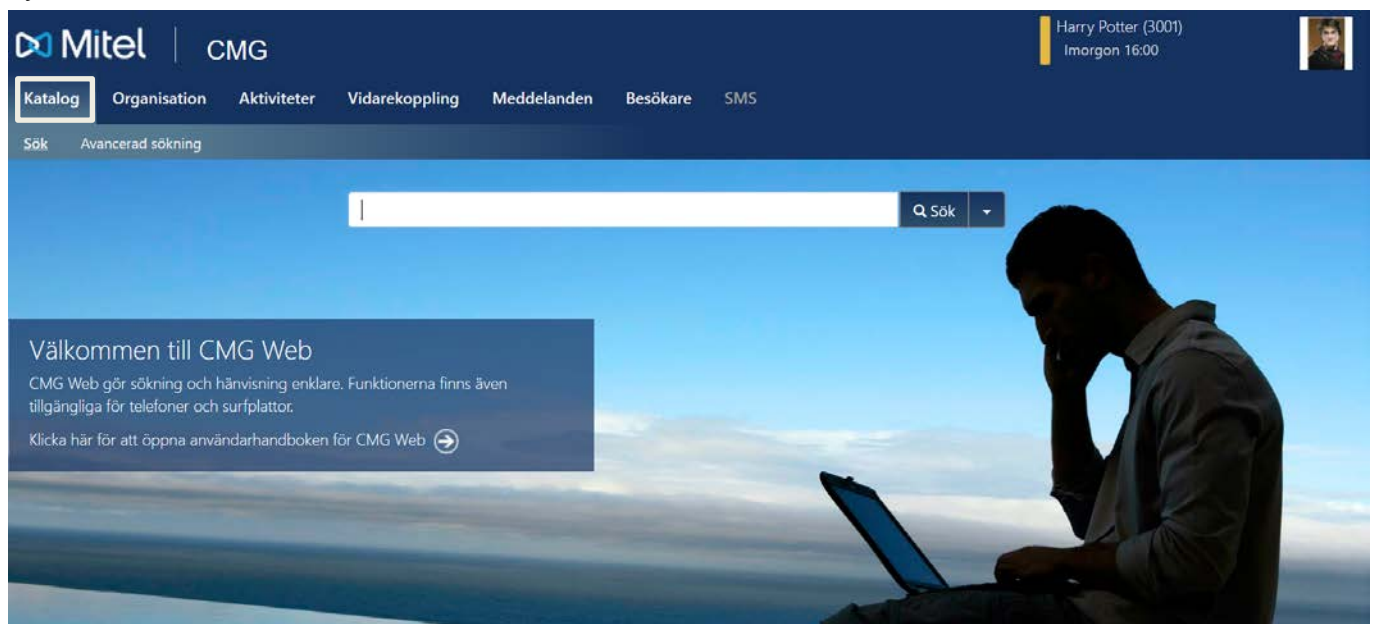 Mitel | CMG
Harry Potter (3001)
Imorgon 16:00
Katalog Organisation Aktiviteter Vidarekoppling Meddelanden Besökare SMS
Sök Avancerad sökning
Sök
Välkommen till CMG Web
CMG Web gör sökning och hänvisning enklare. Funktionerna finns även
tillgängliga för telefoner och surfplattor.
Klicka här för att öppna användarhandboken för CMG Web